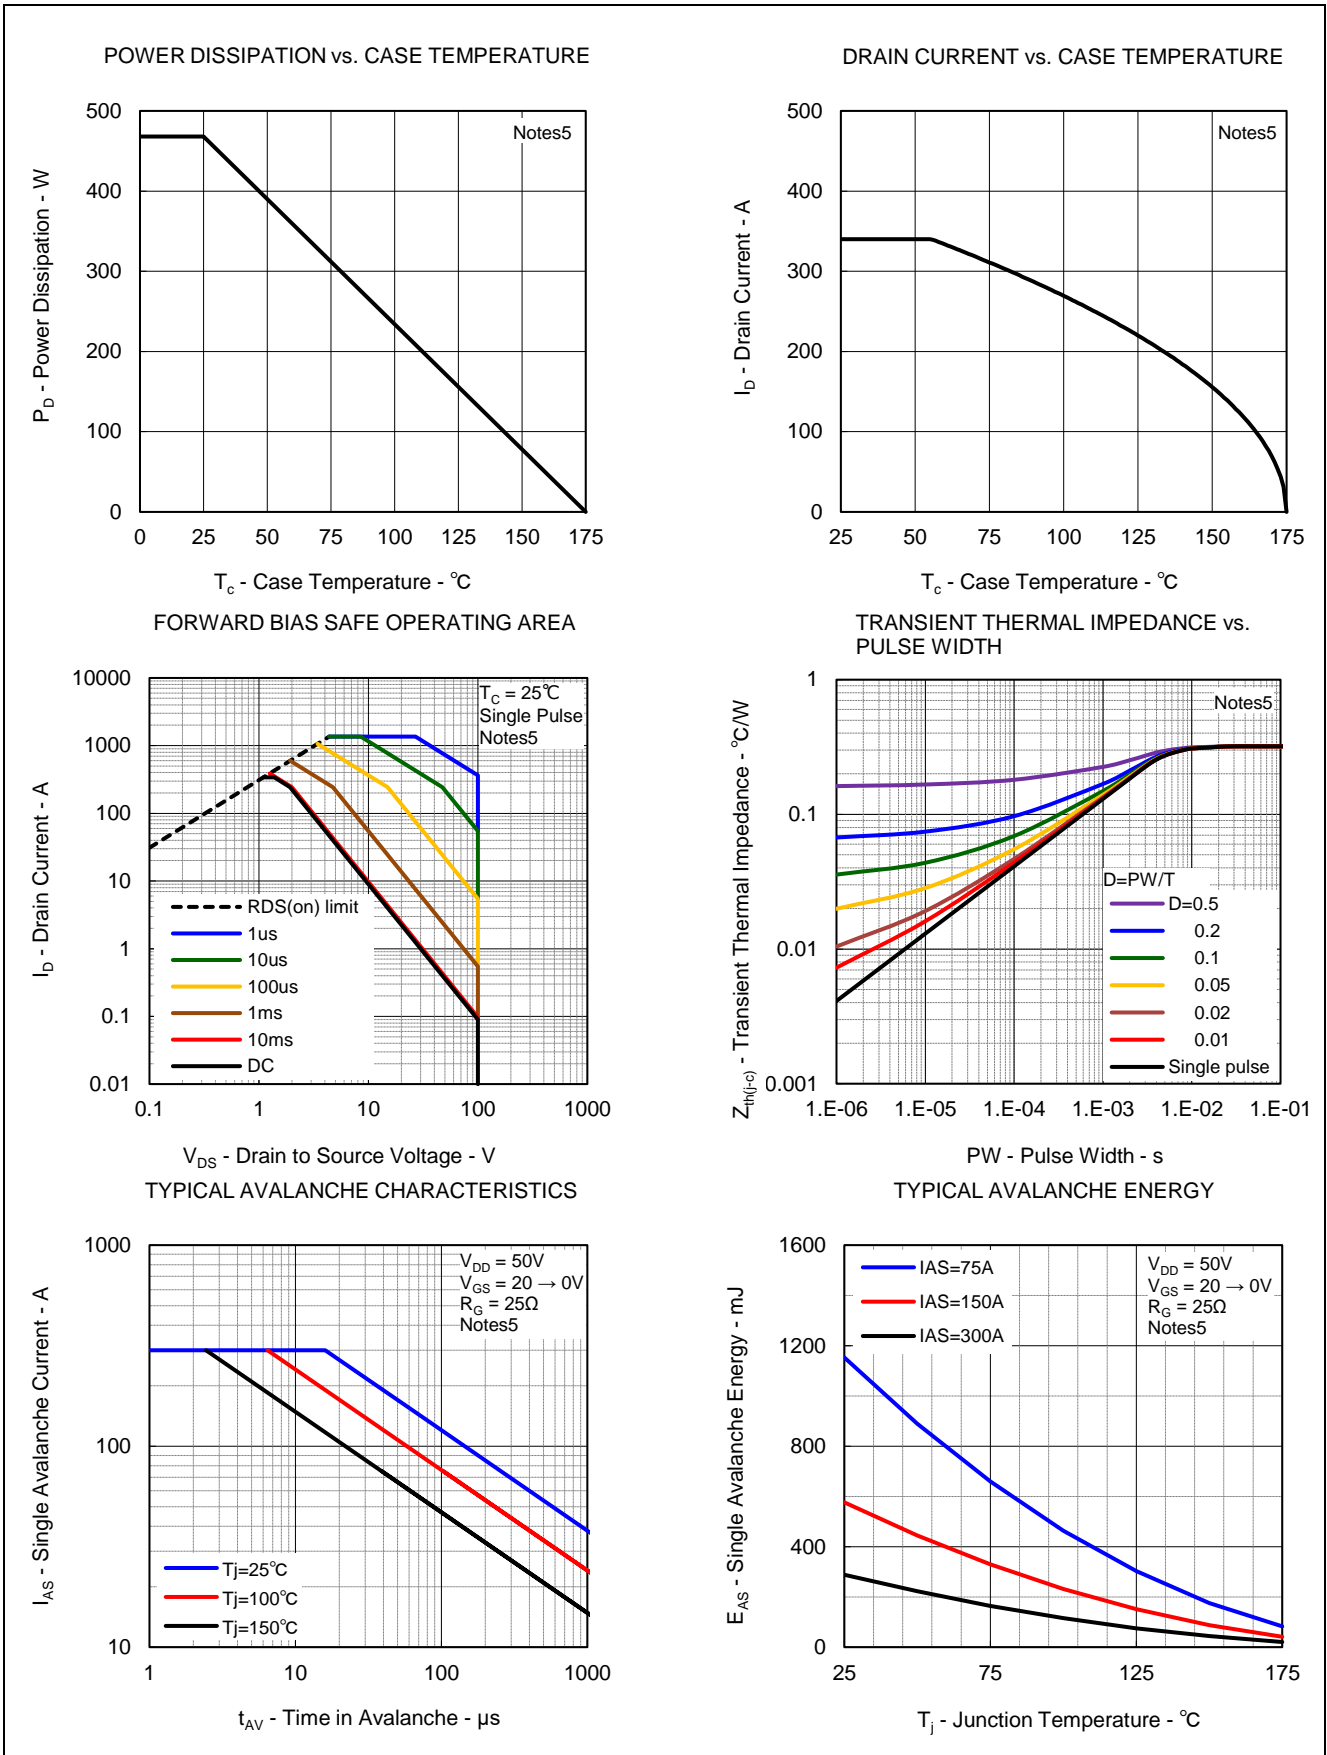 POWER DISSIPATION vs. CASE TEMPERATURE
500
400
300
200
100
0
P_D - Power Dissipation - W
Notes5
0 25 50 75 100 125 150 175
T_c - Case Temperature - °C
DRAIN CURRENT vs. CASE TEMPERATURE
500
400
300
200
100
0
I_D - Drain Current - A
Notes5
25 50 75 100 125 150 175
T_c - Case Temperature - °C
FORWARD BIAS SAFE OPERATING AREA
10000
1000
100
10
1
0.1
0.01
I_D - Drain Current - A
T_C = 25℃
Single Pulse
Notes5
RDS(on) limit
1us
10us
100us
1ms
10ms
DC
0.1 1 10 100 1000
V_DS - Drain to Source Voltage - V
TRANSIENT THERMAL IMPEDANCE vs.
PULSE WIDTH
1
0.1
0.01
0.001
Z_th(j-c) - Transient Thermal Impedance - °C/W
Notes5
D=PW/T
D=0.5
0.2
0.1
0.05
0.02
0.01
Single pulse
1.E-06 1.E-05 1.E-04 1.E-03 1.E-02 1.E-01
PW - Pulse Width - s
TYPICAL AVALANCHE CHARACTERISTICS
1000
100
10
I_AS - Single Avalanche Current - A
V_DD = 50V
V_GS = 20 → 0V
R_G = 25Ω
Notes5
Tj=25°C
Tj=100°C
Tj=150°C
1 10 100 1000
t_AV - Time in Avalanche - µs
TYPICAL AVALANCHE ENERGY
1600
1200
800
400
0
E_AS - Single Avalanche Energy - mJ
IAS=75A
IAS=150A
IAS=300A
V_DD = 50V
V_GS = 20 → 0V
R_G = 25Ω
Notes5
25 75 125 175
T_j - Junction Temperature - °C